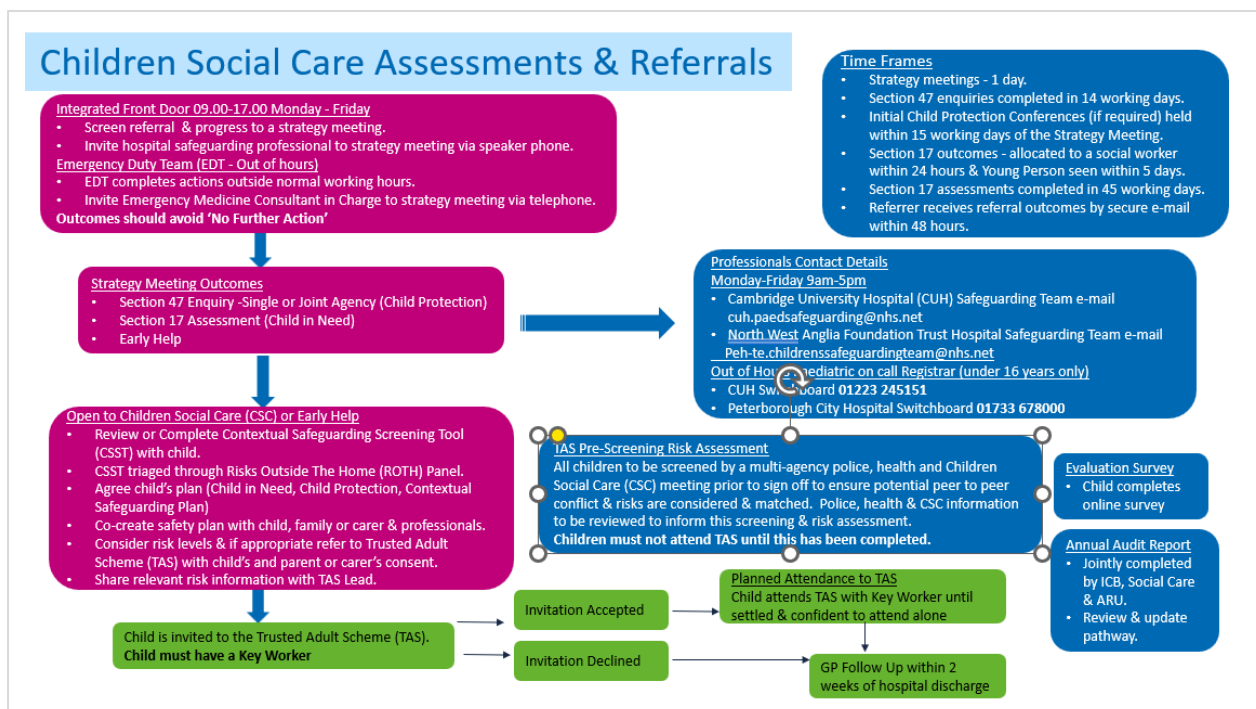 Children Social Care Assessments & Referrals
Integrated Front Door 09.00-17.00 Monday - Friday
• Screen referral & progress to a strategy meeting.
• Invite hospital safeguarding professional to strategy meeting via speaker phone.
Emergency Duty Team (EDT - Out of hours)
• EDT completes actions outside normal working hours.
• Invite Emergency Medicine Consultant in Charge to strategy meeting via telephone.
Outcomes should avoid 'No Further Action'
Time Frames
• Strategy meetings - 1 day.
• Section 47 enquiries completed in 14 working days.
• Initial Child Protection Conferences (if required) held
within 15 working days of the Strategy Meeting.
• Section 17 outcomes - allocated to a social worker
within 24 hours & Young Person seen within 5 days.
• Section 17 assessments completed in 45 working days.
• Referrer receives referral outcomes by secure e-mail
within 48 hours.
Strategy Meeting Outcomes
• Section 47 Enquiry -Single or Joint Agency (Child Protection)
• Section 17 Assessment (Child in Need)
• Early Help
Professionals Contact Details
Monday-Friday 9am-5pm
• Cambridge University Hospital (CUH) Safeguarding Team e-mail
cuh.paedsafeguarding@nhs.net
• North West Anglia Foundation Trust Hospital Safeguarding Team e-mail
Peh-te.childrenssafeguardingteam@nhs.net
Out of Hours Paediatric on call Registrar (under 16 years only)
• CUH Switchboard 01223 245151
• Peterborough City Hospital Switchboard 01733 678000
Open to Children Social Care (CSC) or Early Help
• Review or Complete Contextual Safeguarding Screening Tool
(CSST) with child.
• CSST triaged through Risks Outside The Home (ROTH) Panel.
• Agree child's plan (Child in Need, Child Protection, Contextual
Safeguarding Plan)
• Co-create safety plan with child, family or carer & professionals.
• Consider risk levels & if appropriate refer to Trusted Adult
Scheme (TAS) with child's and parent or carer's consent.
• Share relevant risk information with TAS Lead.
TAS Pre-Screening Risk Assessment
All children to be screened by a multi-agency police, health and Children
Social Care (CSC) meeting prior to sign off to ensure potential peer to peer
conflict & risks are considered & matched. Police, health & CSC information
to be reviewed to inform this screening & risk assessment.
Children must not attend TAS until this has been completed.
Evaluation Survey
• Child completes
online survey
Annual Audit Report
• Jointly completed
by ICB, Social Care
& ARU.
• Review & update
pathway.
Child is invited to the Trusted Adult Scheme (TAS).
Child must have a Key Worker
Invitation Accepted
Invitation Declined
Planned Attendance to TAS
Child attends TAS with Key Worker until
settled & confident to attend alone
GP Follow Up within 2
weeks of hospital discharge